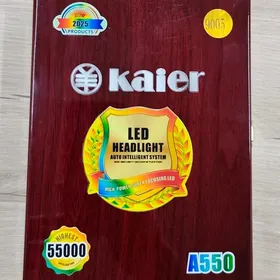 2025
PRODUCTS
9005
Kaier
LED
HEADLIGHT
AUTO INTELLIGENT SYSTEM
HIGHEST
55000
A550